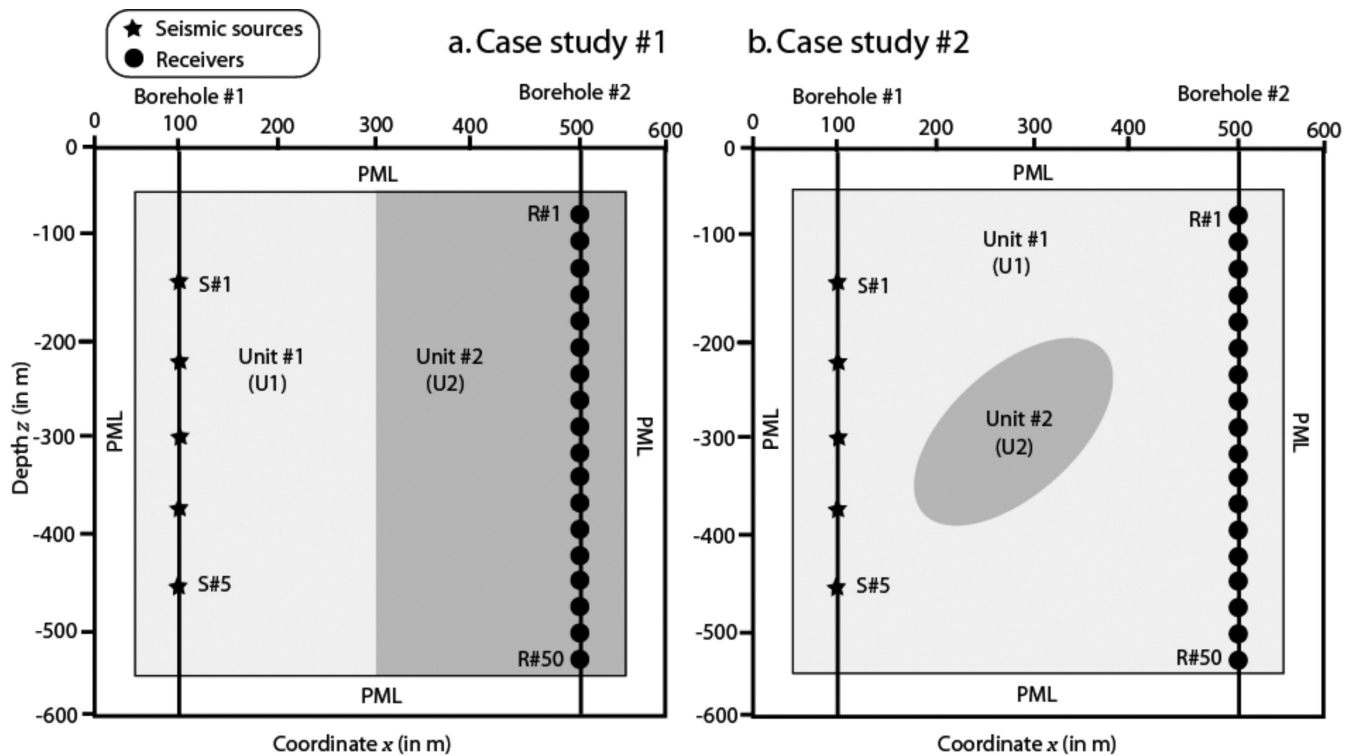 Seismic sources
Receivers
a. Case study #1
Borehole #1
Borehole #2
0 100 200 300 400 500 600
0
-100
-200
-300
-400
-500
-600
Depth z (in m)
PML
PML
PML
PML
R#1
S#1
Unit #1
(U1)
Unit #2
(U2)
S#5
R#50
Coordinate x (in m)
b. Case study #2
Borehole #1
Borehole #2
0 100 200 300 400 500 600
0
-100
-200
-300
-400
-500
-600
PML
PML
PML
PML
R#1
Unit #1
(U1)
S#1
Unit #2
(U2)
S#5
R#50
Coordinate x (in m)